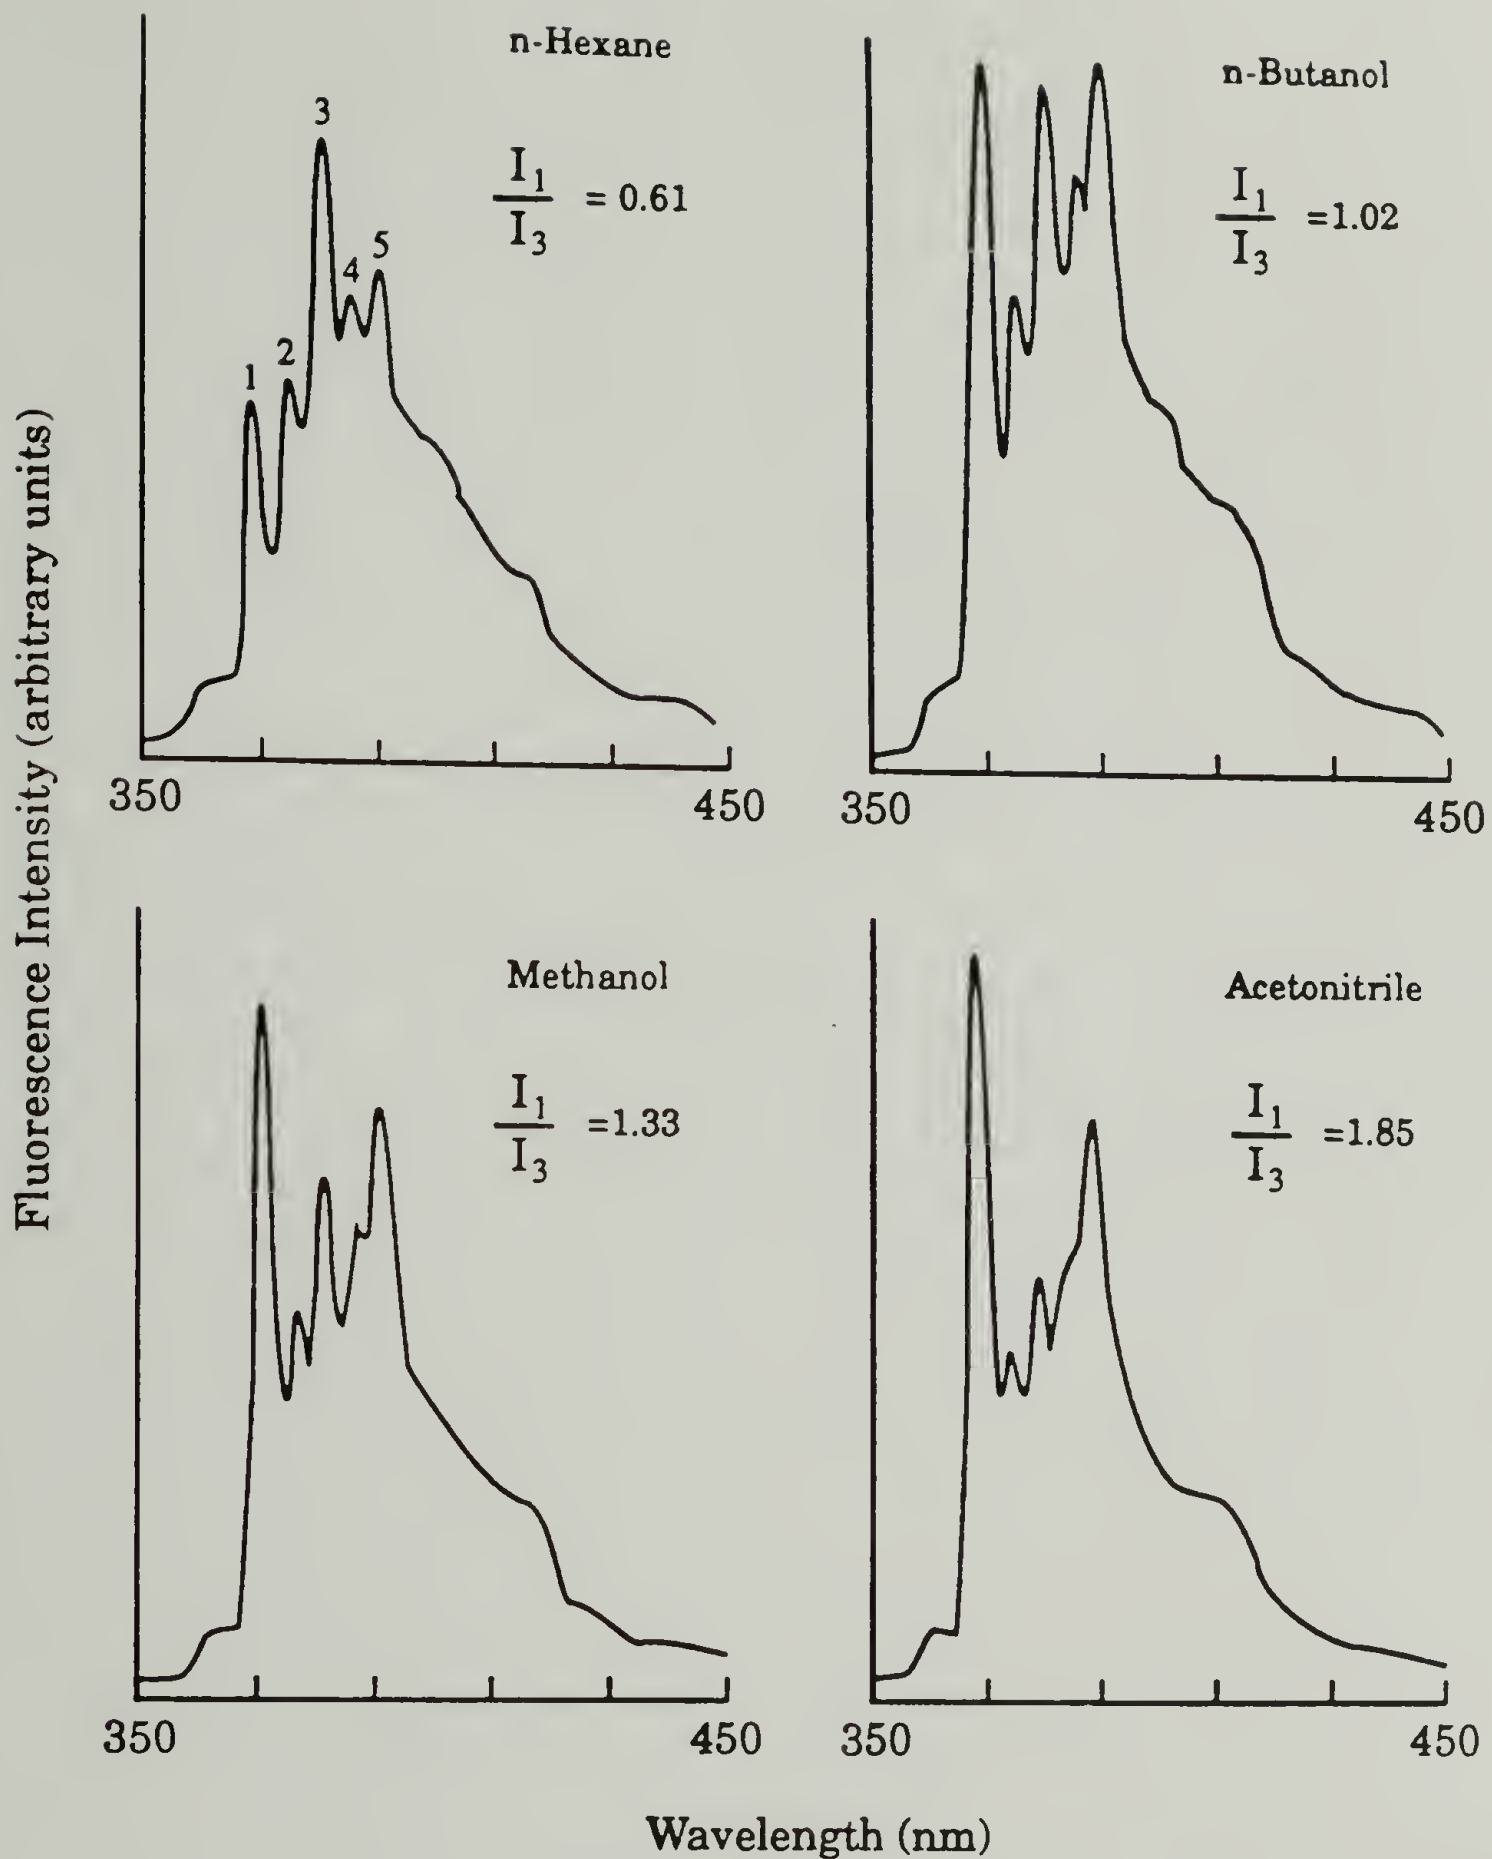 Fluorescence Intensity (arbitrary units)
n-Hexane
I1
I3
= 0.61
1
2
3
4
5
350
450
n-Butanol
I1
I3
=1.02
350
450
Methanol
I1
I3
=1.33
350
450
Acetonitrile
I1
I3
=1.85
350
450
Wavelength (nm)